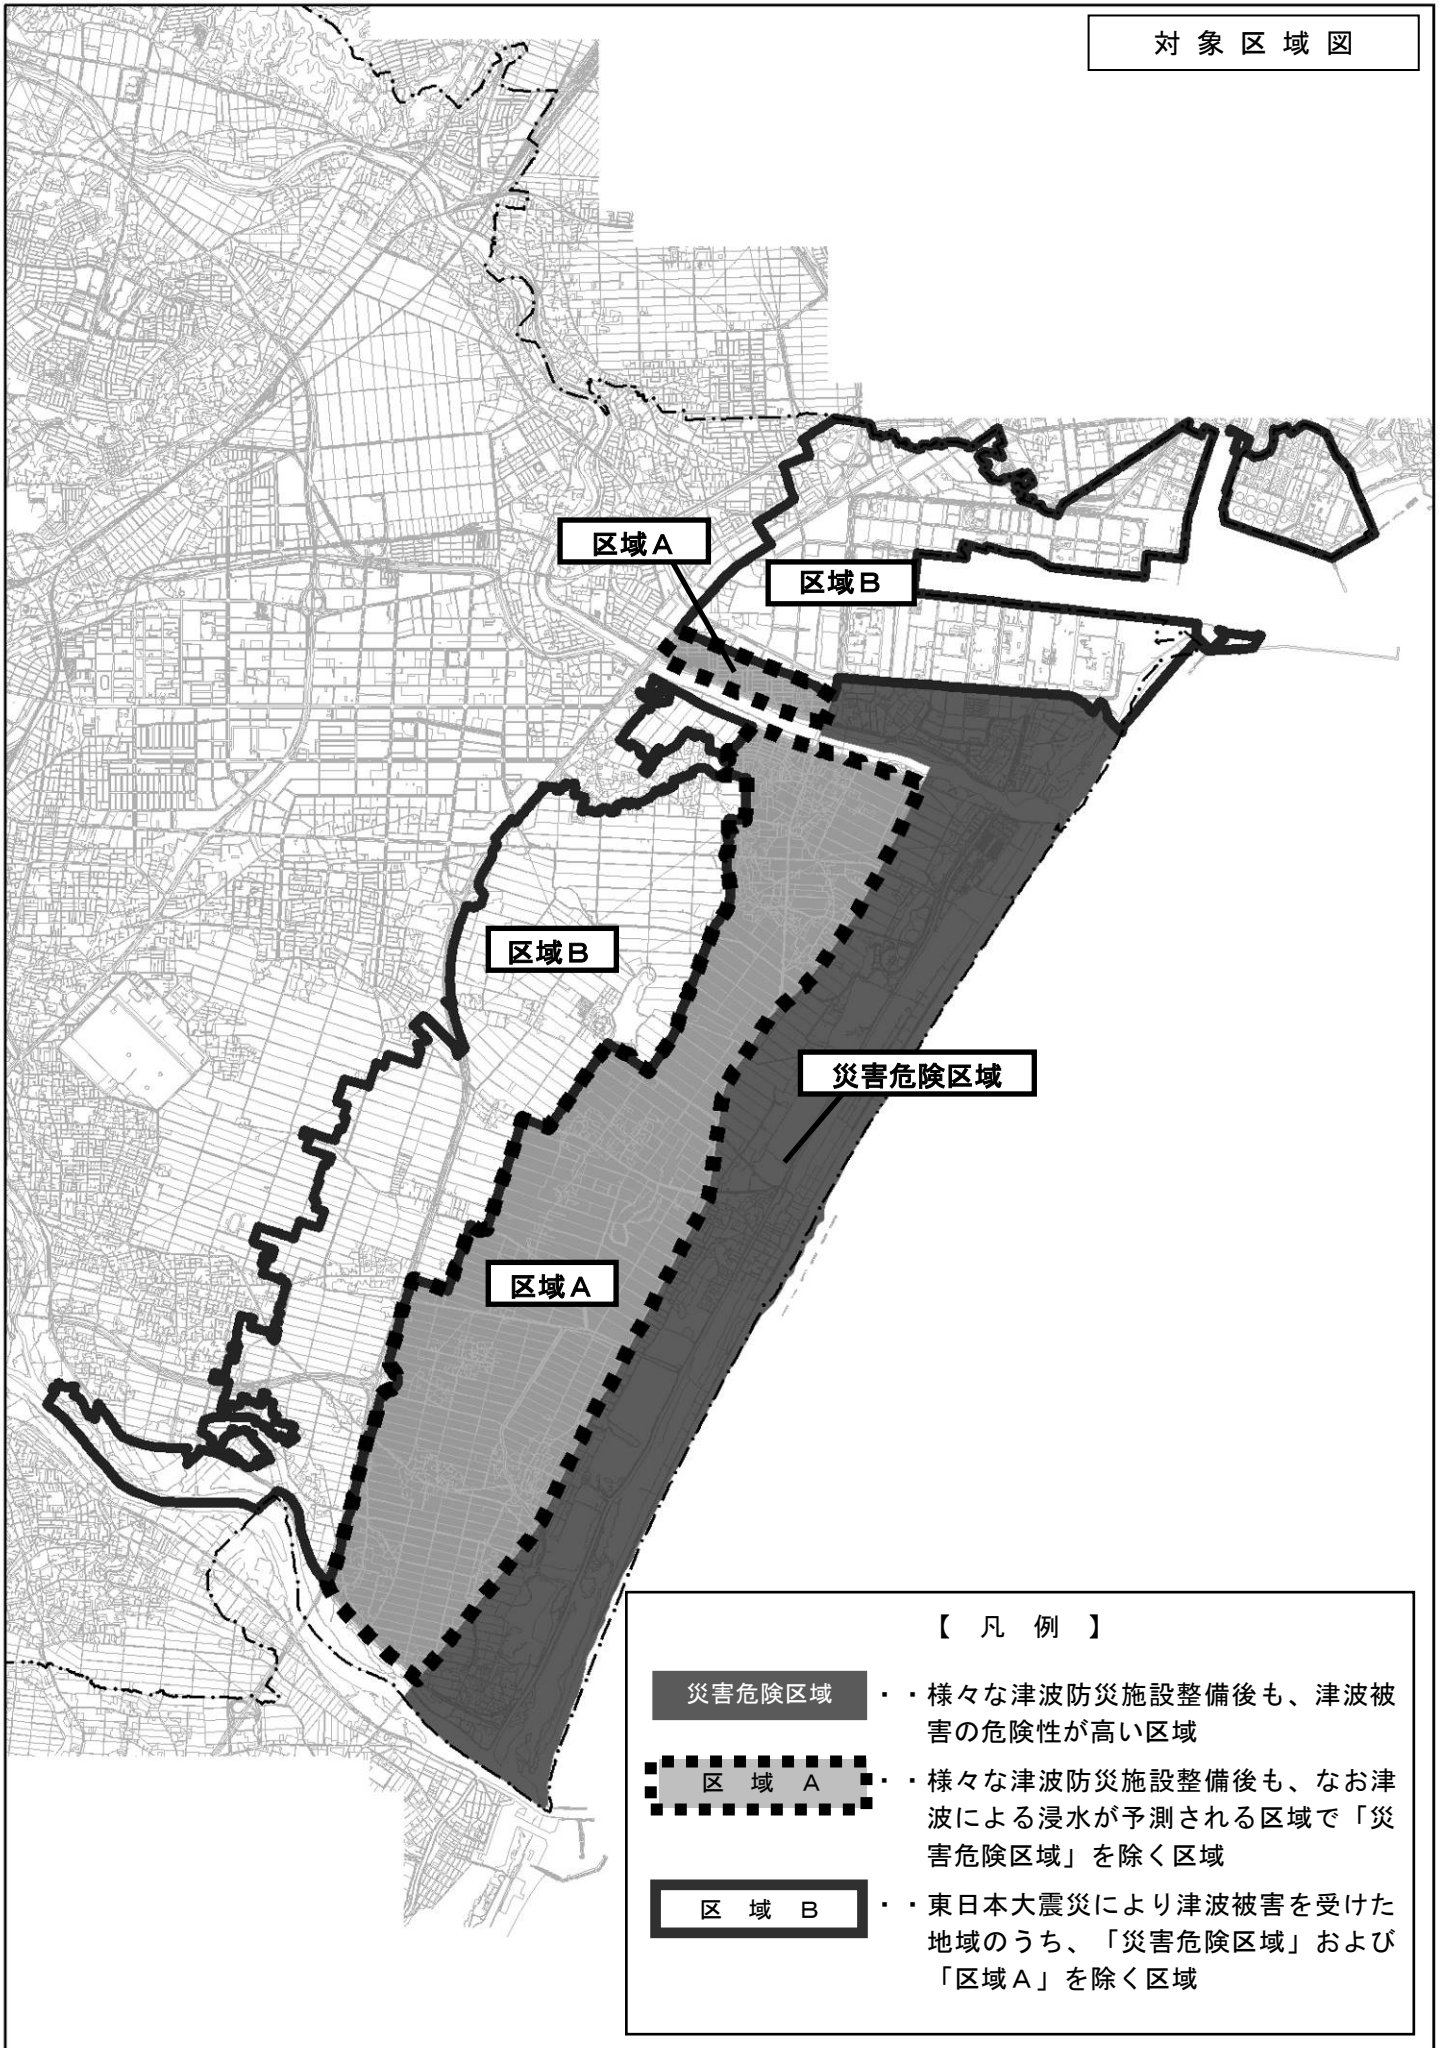 対象区域図
区域A
区域B
区域B
災害危険区域
区域A
【 凡 例 】
災害危険区域 ・・様々な津波防災施設整備後も、津波被
害の危険性が高い区域
区 域 A ・・様々な津波防災施設整備後も、なお津
波による浸水が予測される区域で「災
害危険区域」を除く区域
区 域 B ・・東日本大震災により津波被害を受けた
地域のうち、「災害危険区域」および
「区域A」を除く区域